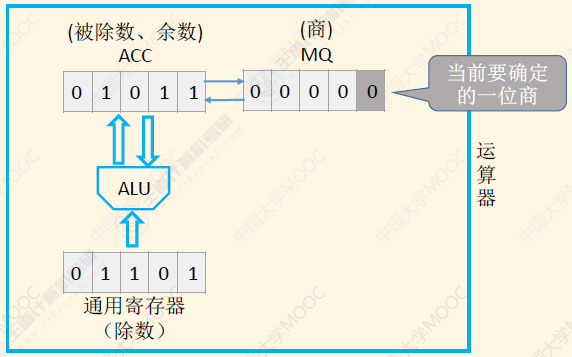 (被除数、余数)
ACC
(商)
MQ
0 1 0 1 1
0 0 0 0 0
当前要确定
的一位商
ALU
运
算
器
0 1 1 0 1
通用寄存器
（除数）
中国大学MOOC